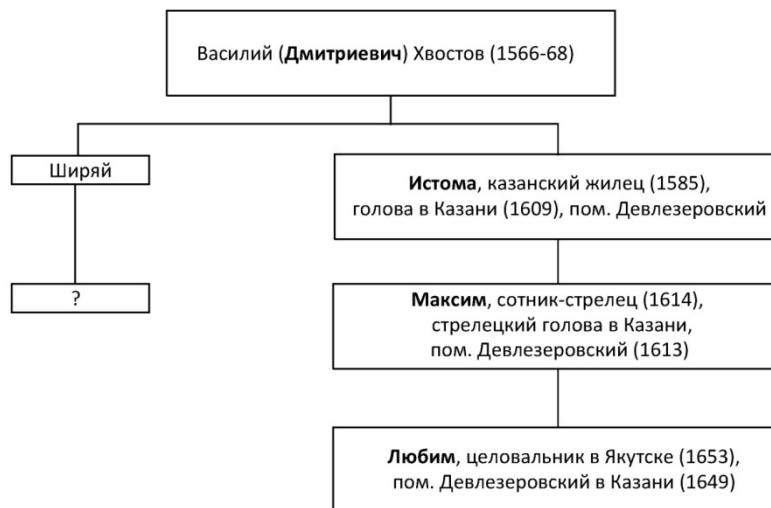 Василий (Дмитриевич) Хвостов (1566-68)
Ширяй
?
Истома, казанский жилец (1585),
голова в Казани (1609), пом. Девлезеровский
Максим, сотник-стрелец (1614),
стрелецкий голова в Казани,
пом. Девлезеровский (1613)
Любим, целовальник в Якутске (1653),
пом. Девлезеровский в Казани (1649)